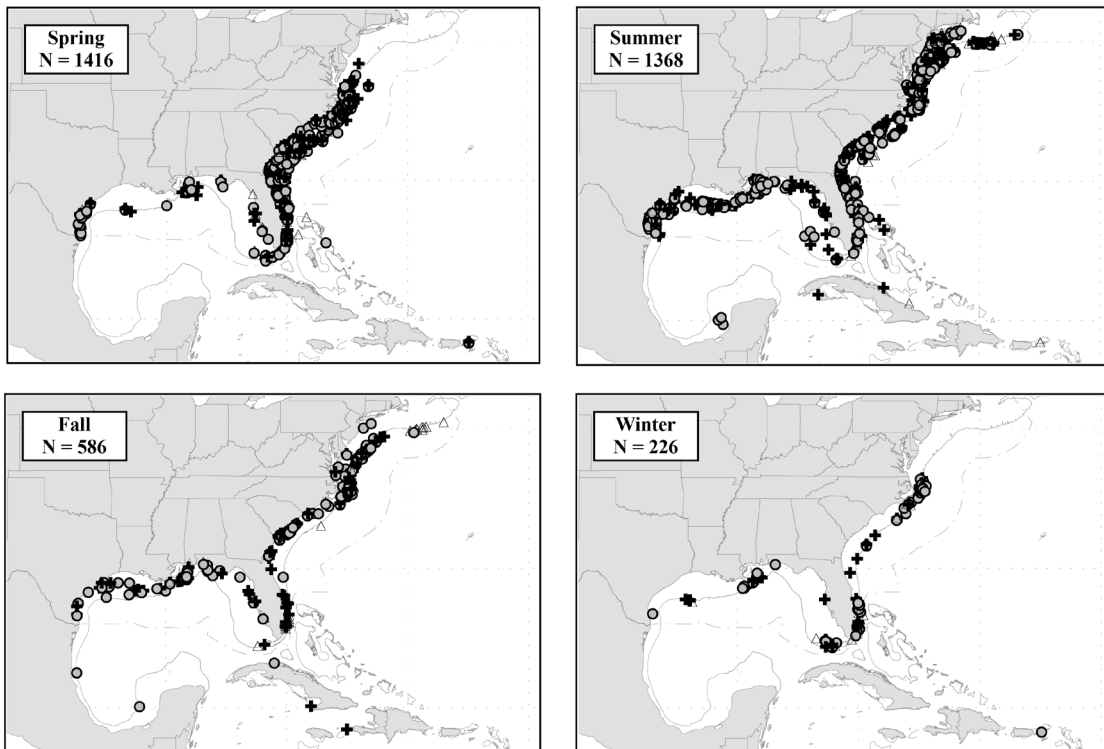 Spring
N = 1416
Summer
N = 1368
Fall
N = 586
Winter
N = 226